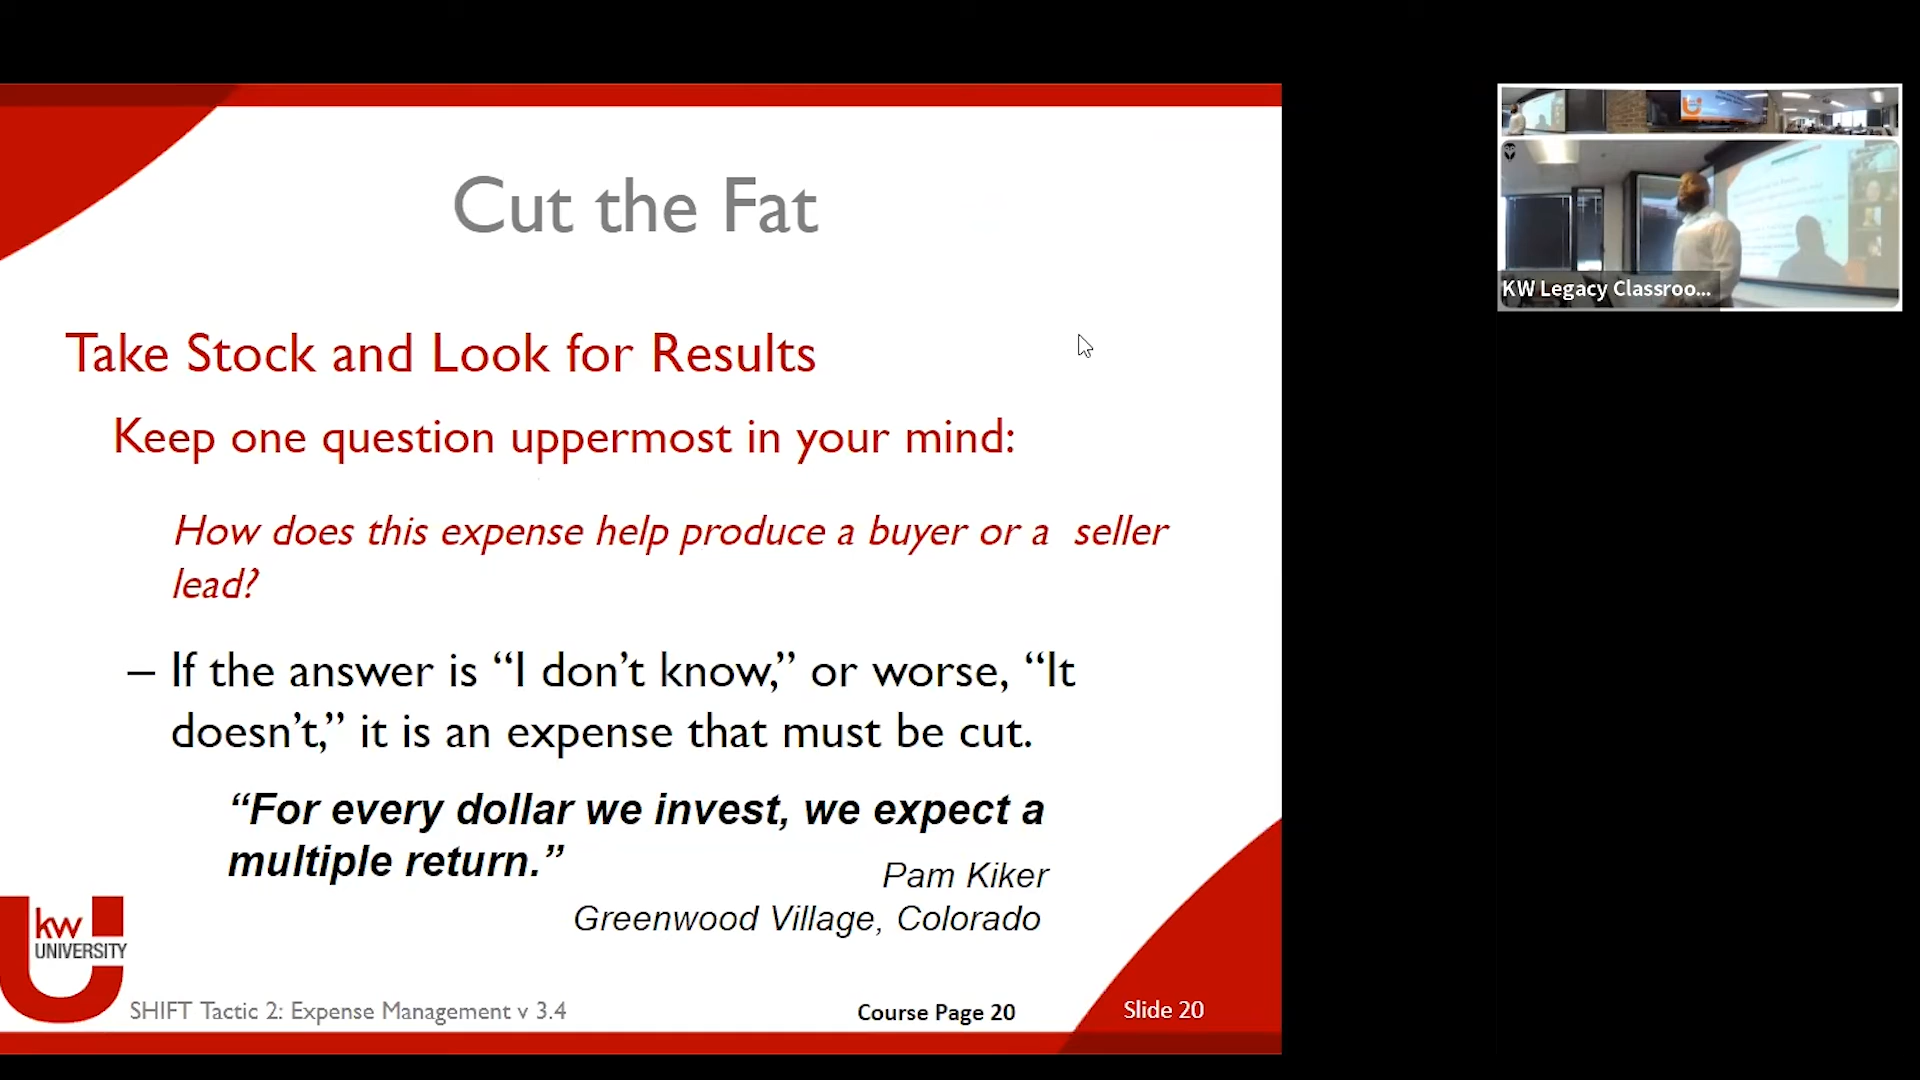 Cut the Fat
Take Stock and Look for Results
Keep one question uppermost in your mind:
How does this expense help produce a buyer or a seller
lead?
– If the answer is “I don’t know,” or worse, “It
doesn’t,” it is an expense that must be cut.
“For every dollar we invest, we expect a
multiple return.”
Pam Kiker
Greenwood Village, Colorado
kw
UNIVERSITY
SHIFT Tactic 2: Expense Management v 3.4
Course Page 20
Slide 20
KW Legacy Classroo...